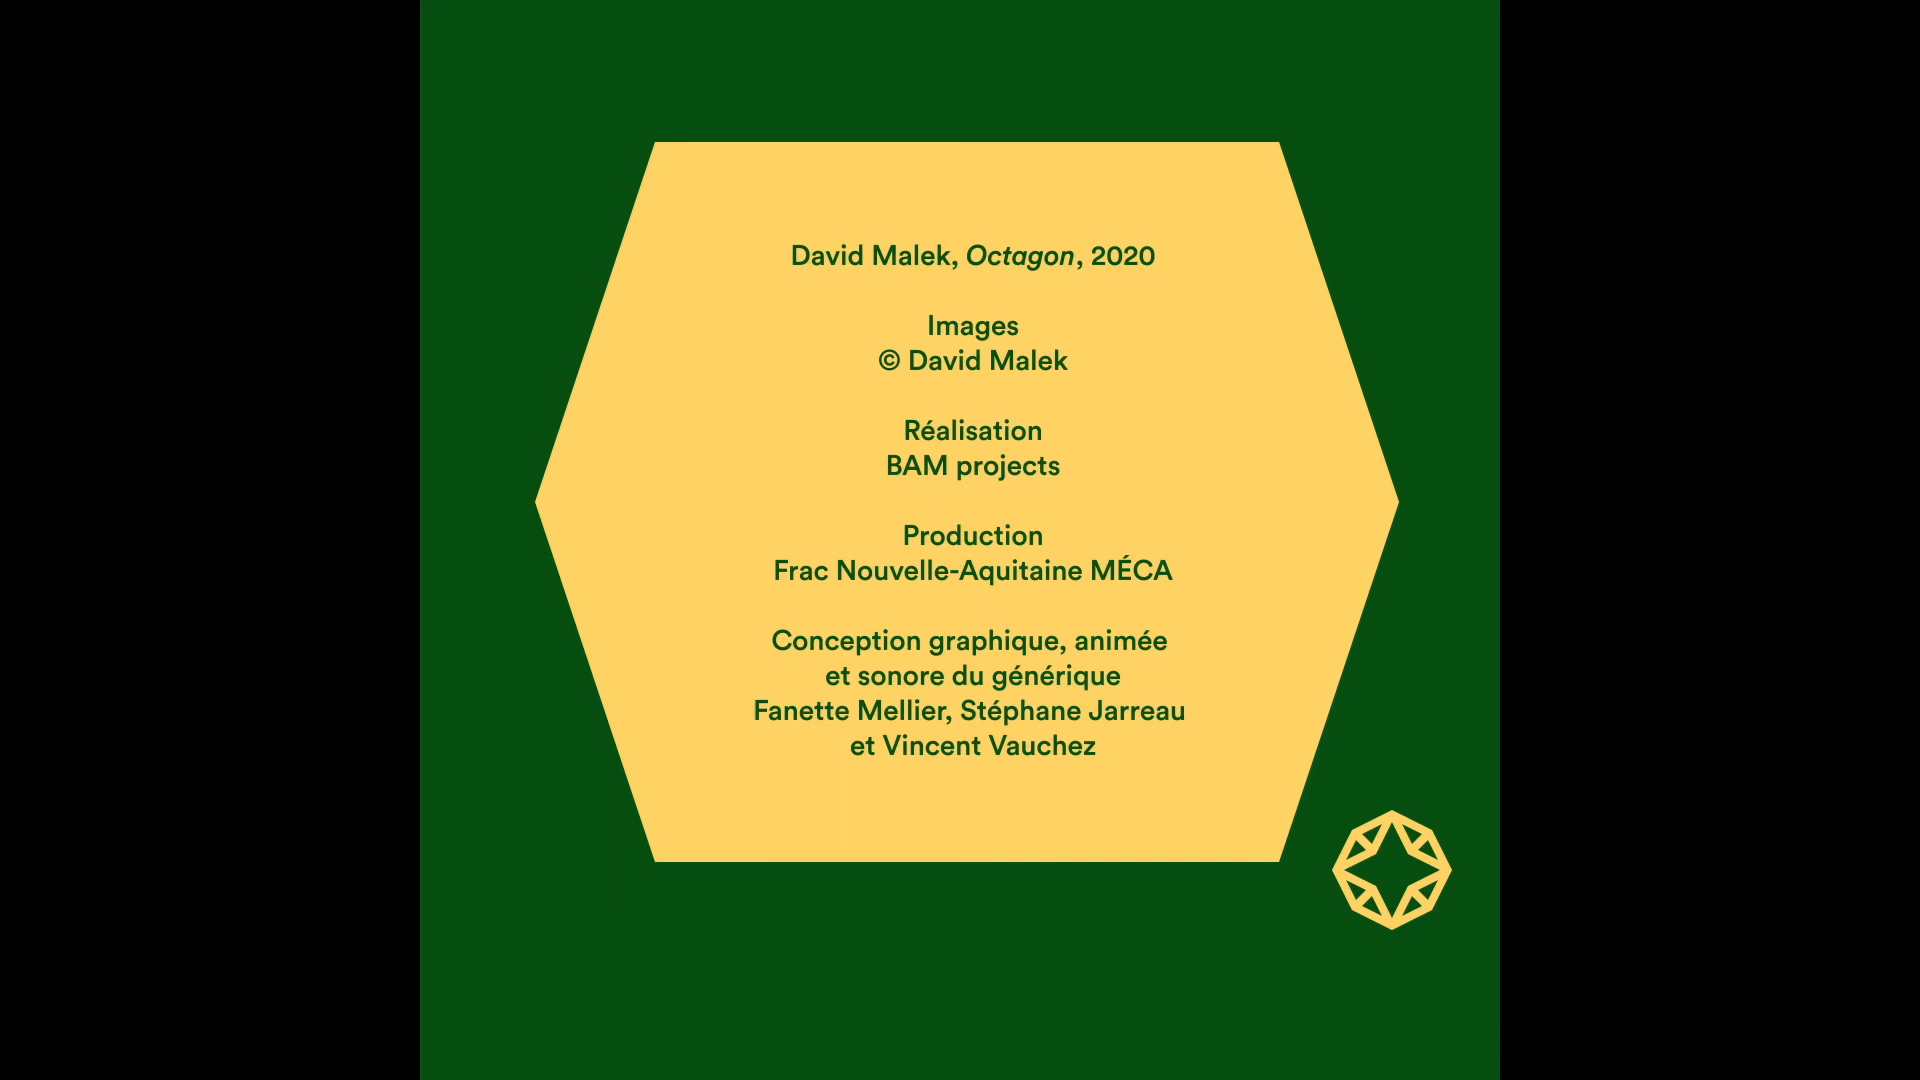 David Malek, Octagon, 2020
Images
© David Malek
Réalisation
BAM projects
Production
Frac Nouvelle-Aquitaine MÉCA
Conception graphique, animée
et sonore du générique
Fanette Mellier, Stéphane Jarreau
et Vincent Vauchez